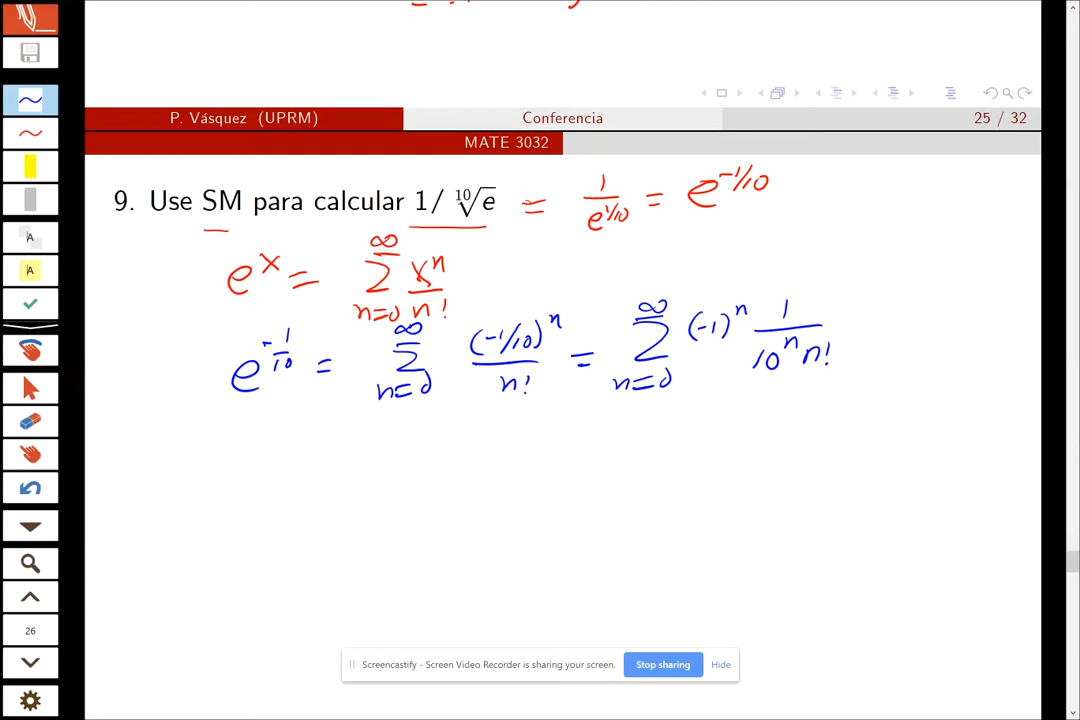 P. Vásquez (UPRM) Conferencia 25 / 32
MATE 3032
9. Use SM para calcular 1/ ¹⁰√e = 1/e^{1/10} = e^{-1/10}
e^x = ∑_{n=0}^{∞} x^n/n!
e^{-1/10} = ∑_{n=0}^{∞} (-1/10)^n/n! = ∑_{n=0}^{∞} (-1)^n 1/(10^n n!)
A
A
26
Screencastify - Screen Video Recorder is sharing your screen. Stop sharing Hide